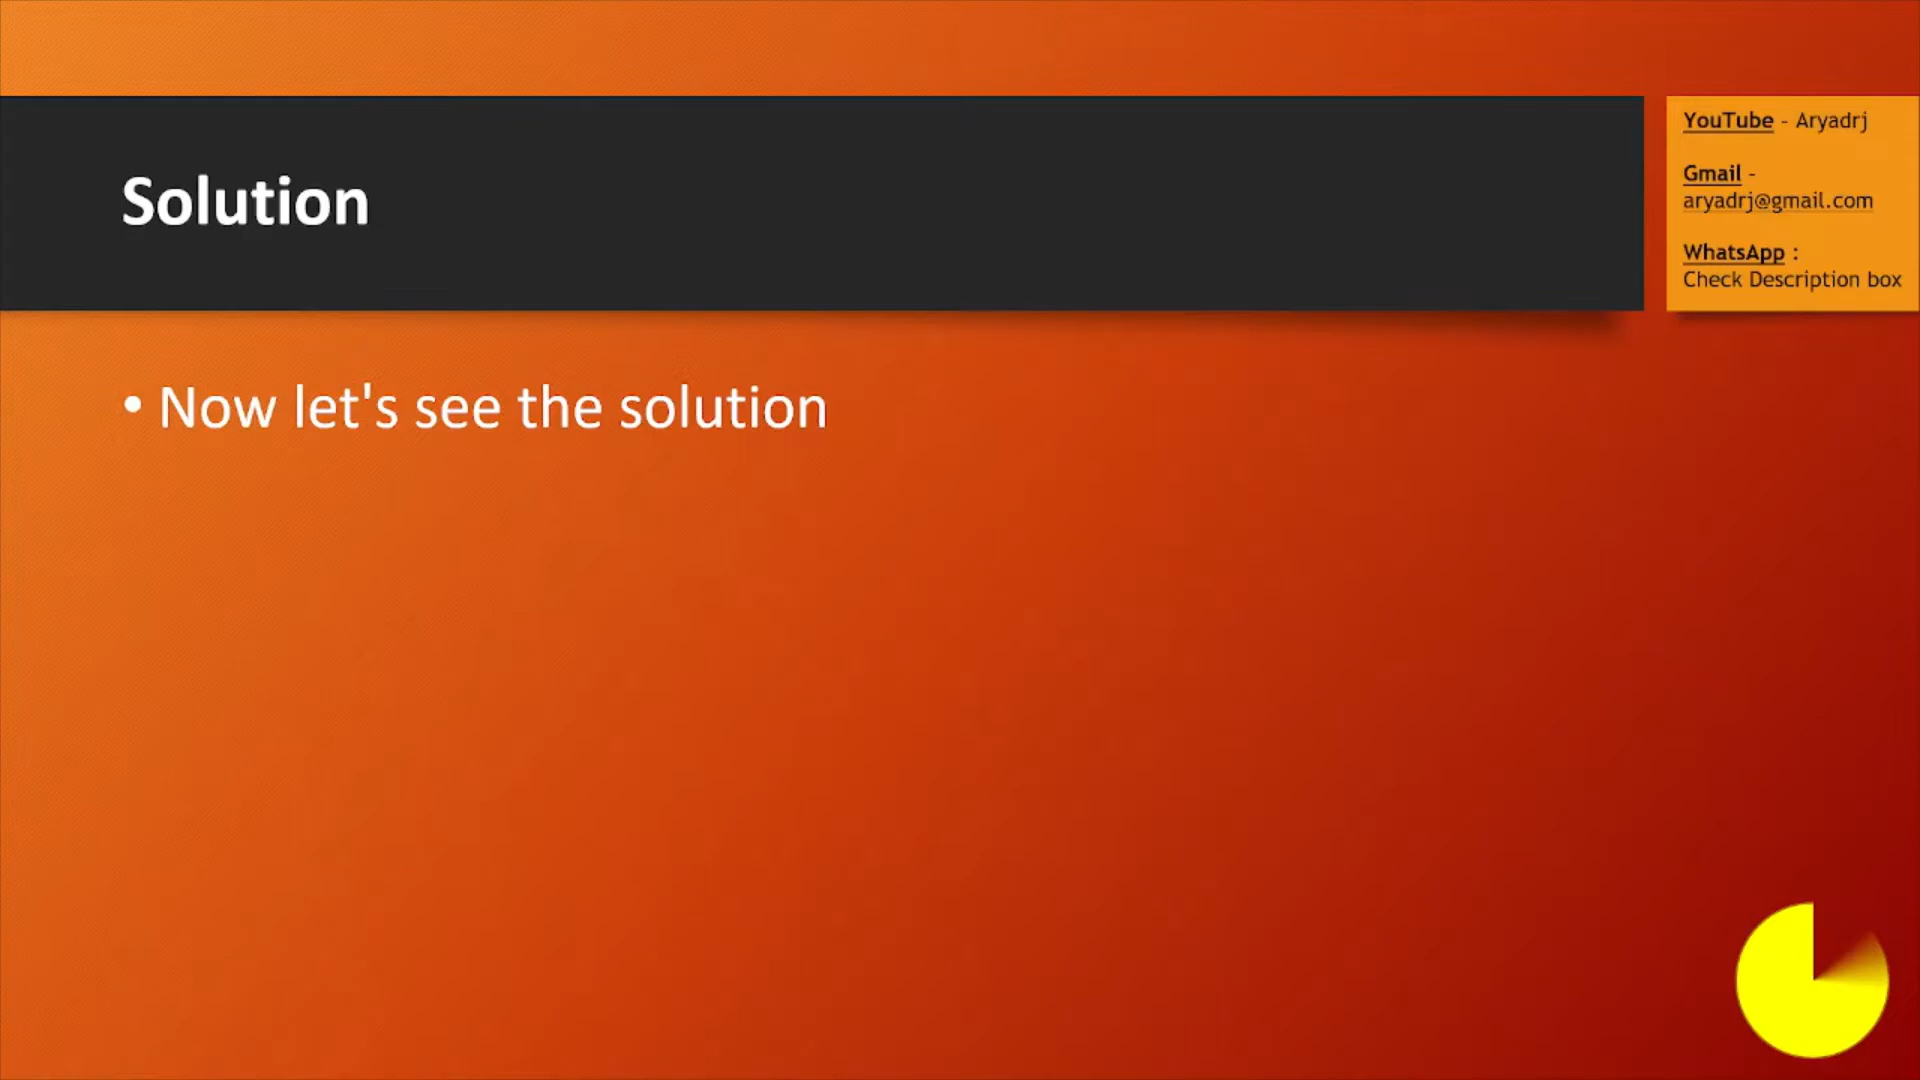 Solution
YouTube - Aryadrj
Gmail -
aryadrj@gmail.com
WhatsApp :
Check Description box
• Now let's see the solution